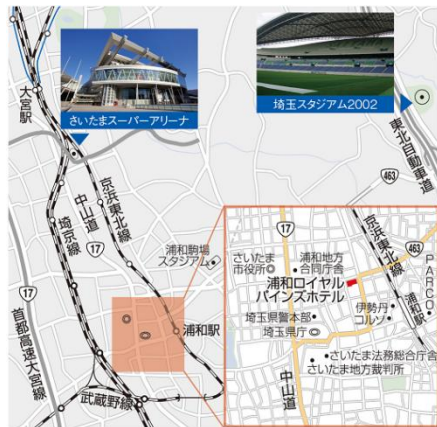 大宮駅
さいたまスーパーアリーナ
埼玉スタジアム2002
東北自動車道
463
京浜東北線
中山道
埼京線
17
浦和駒場
スタジアム
17
首都高速大宮線
浦和駅
武蔵野線
17
さいたま
市役所
浦和地方
合同庁舎
浦和ロイヤル
パインズホテル
463
京浜東北線
PARCO
浦和駅
伊勢丹
コルソ
埼玉県警本部
埼玉県庁
さいたま法務総合庁舎
さいたま地方裁判所
中山道